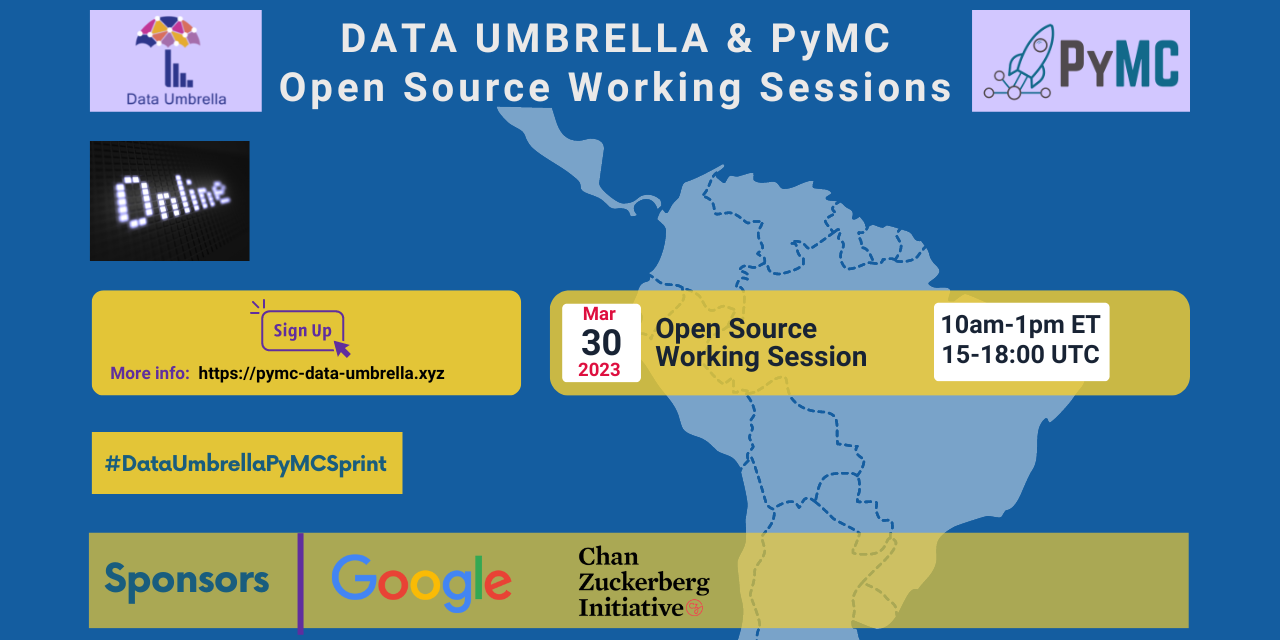 Data Umbrella
DATA UMBRELLA & PyMC
Open Source Working Sessions
PyMC
Online
Sign Up
More info: https://pymc-data-umbrella.xyz
Mar
30
2023
Open Source
Working Session
10am-1pm ET
15-18:00 UTC
#DataUmbrellaPyMCSprint
Sponsors
Google
Chan
Zuckerberg
Initiative